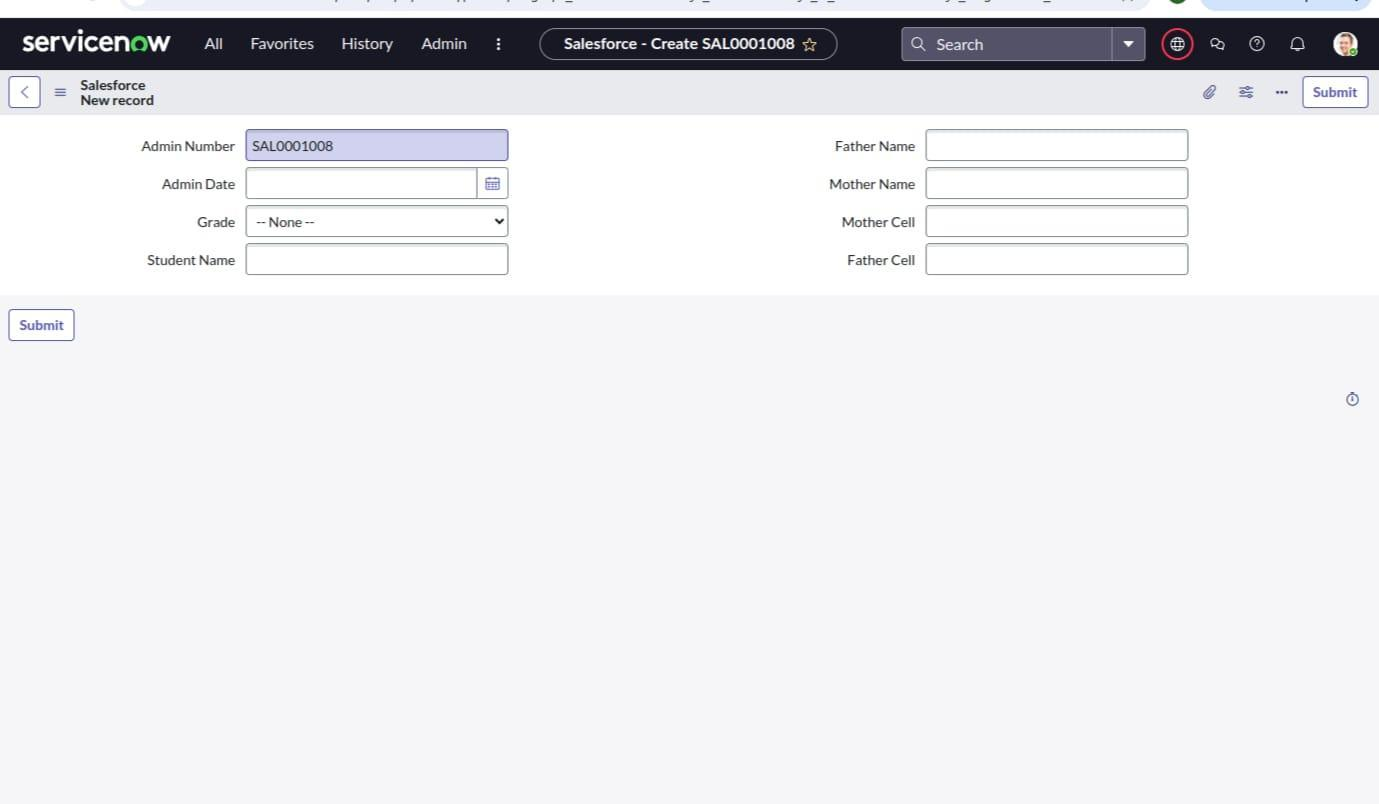 servicenow
All
Favorites
History
Admin
Salesforce - Create SAL0001008
Search
Salesforce
New record
Submit
Admin Number
SAL0001008
Admin Date
Grade
-- None --
Student Name
Father Name
Mother Name
Mother Cell
Father Cell
Submit